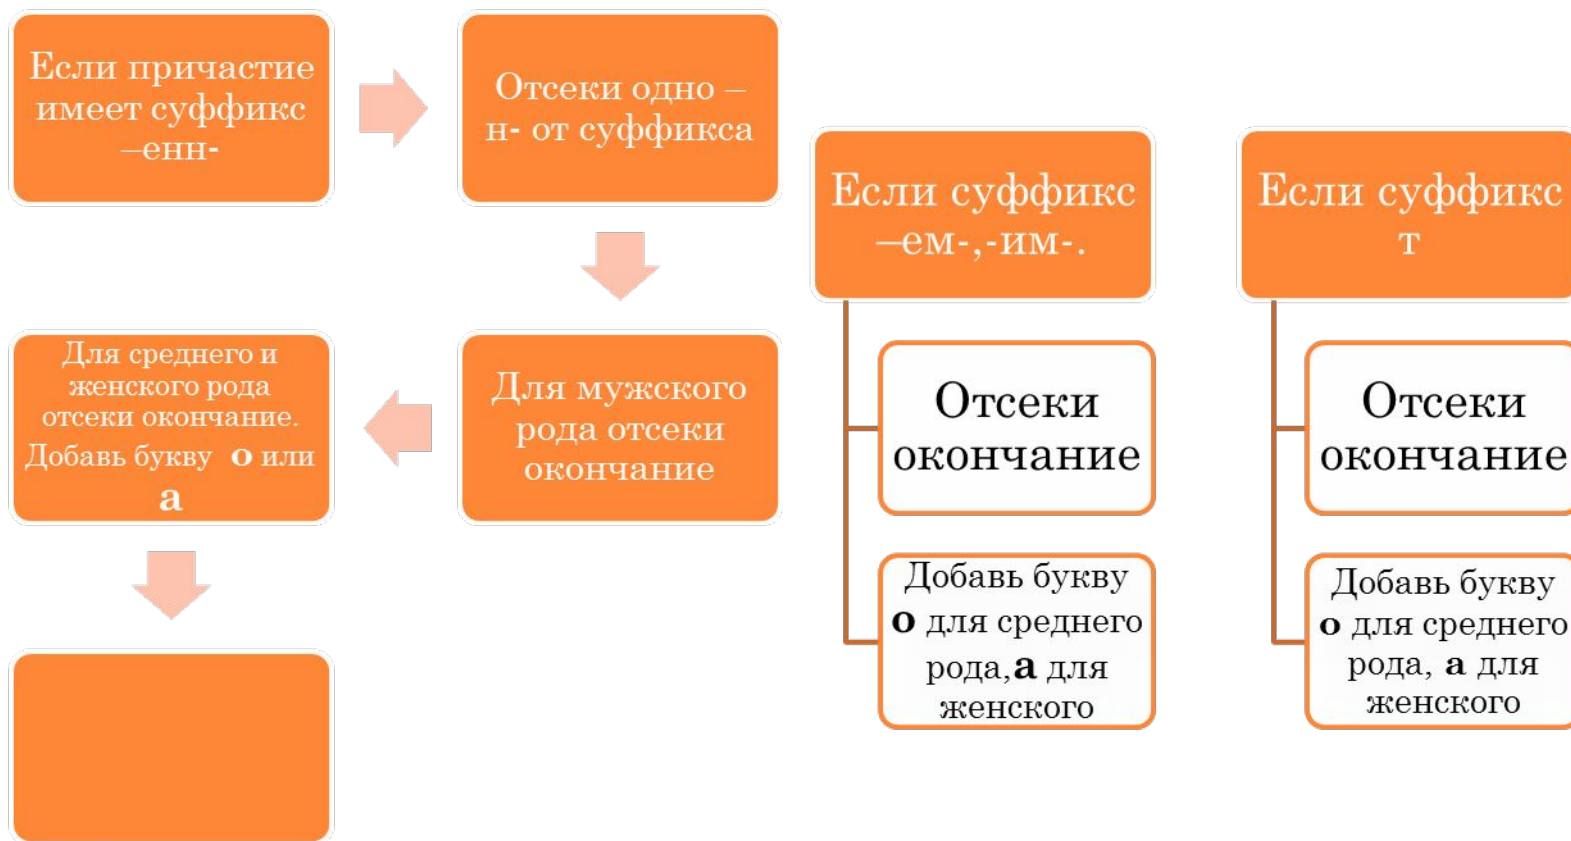 Если причастие
имеет суффикс
–енн-
Отсеки одно –
н- от суффикса
Для мужского
рода отсеки
окончание
Для среднего и
женского рода
отсеки окончание.
Добавь букву о или
а
Если суффикс
–ем-,-им-.
Отсеки
окончание
Добавь букву
о для среднего
рода,а для
женского
Если суффикс
т
Отсеки
окончание
Добавь букву
о для среднего
рода, а для
женского